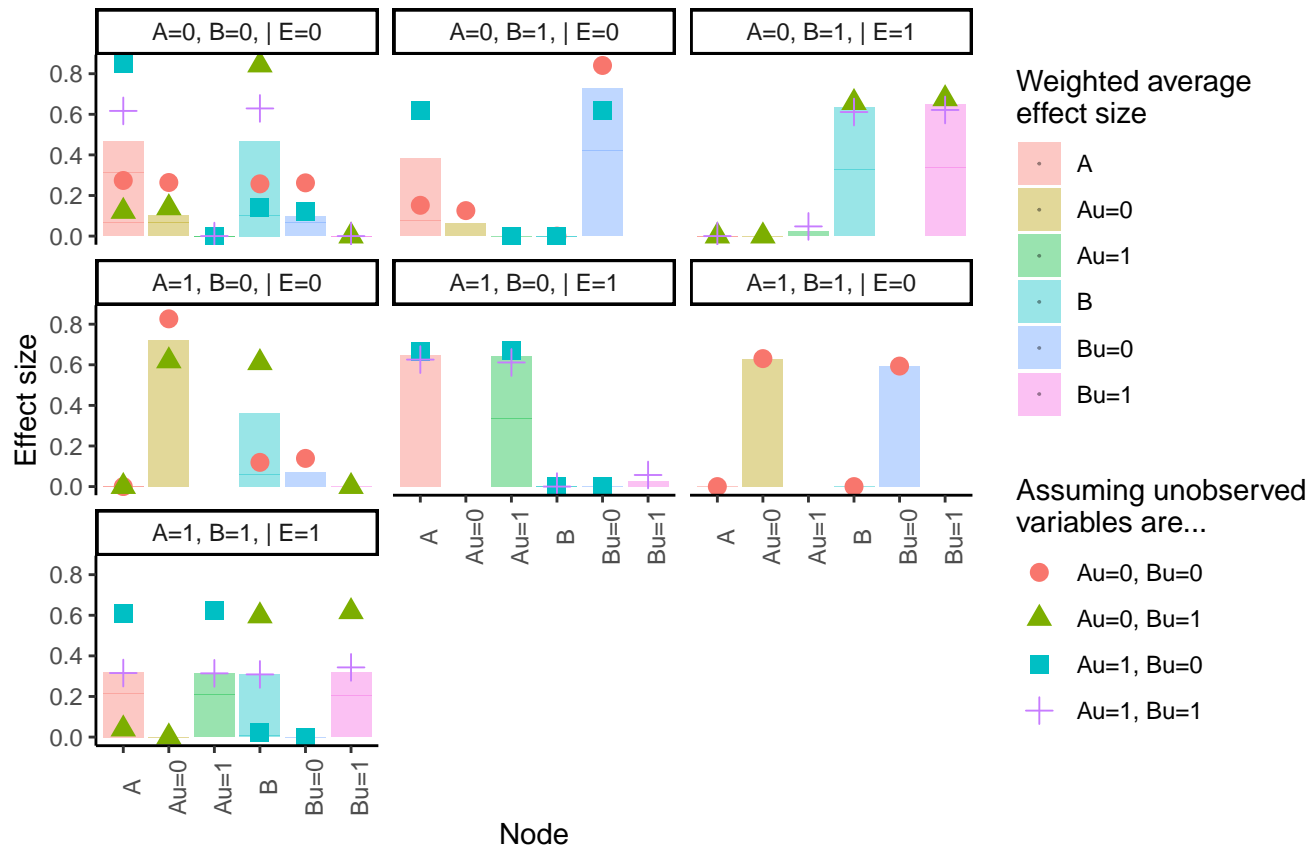 A=0, B=0, | E=0
A=0, B=1, | E=0
A=0, B=1, | E=1
0.8
0.6
0.4
0.2
0.0
A=1, B=0, | E=0
A=1, B=0, | E=1
A=1, B=1, | E=0
0.8
0.6
0.4
0.2
0.0
A
Au=0
Au=1
B
Bu=0
Bu=1
A
Au=0
Au=1
B
Bu=0
Bu=1
A=1, B=1, | E=1
0.8
0.6
0.4
0.2
0.0
A
Au=0
Au=1
B
Bu=0
Bu=1
Effect size
Node
Weighted average
effect size
A
Au=0
Au=1
B
Bu=0
Bu=1
Assuming unobserved
variables are...
Au=0, Bu=0
Au=0, Bu=1
Au=1, Bu=0
Au=1, Bu=1